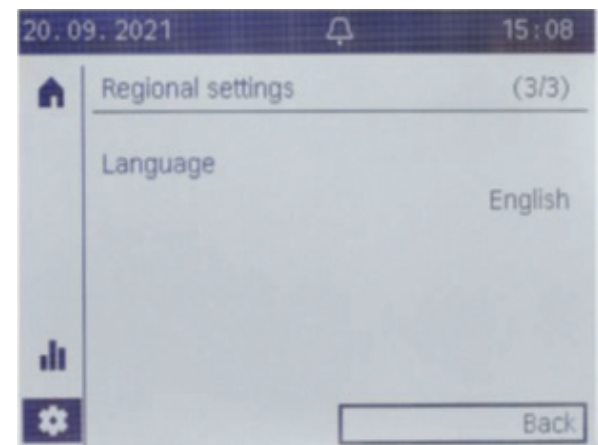 20.09.2021 15:08
Regional settings (3/3)
Language
English
Back